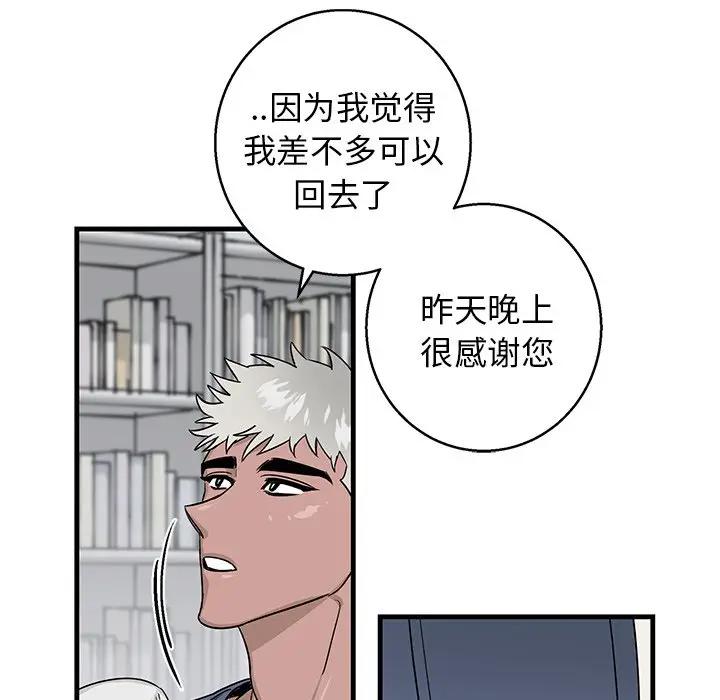 ..因为我觉得
我差不多可以
回去了
昨天晚上
很感谢您